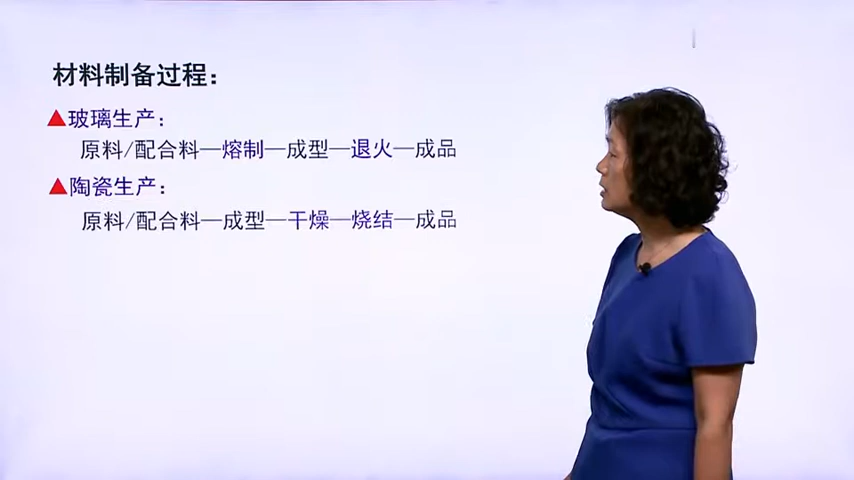 材料制备过程：
▲玻璃生产：
原料/配合料—熔制—成型—退火—成品
▲陶瓷生产：
原料/配合料—成型—干燥—烧结—成品